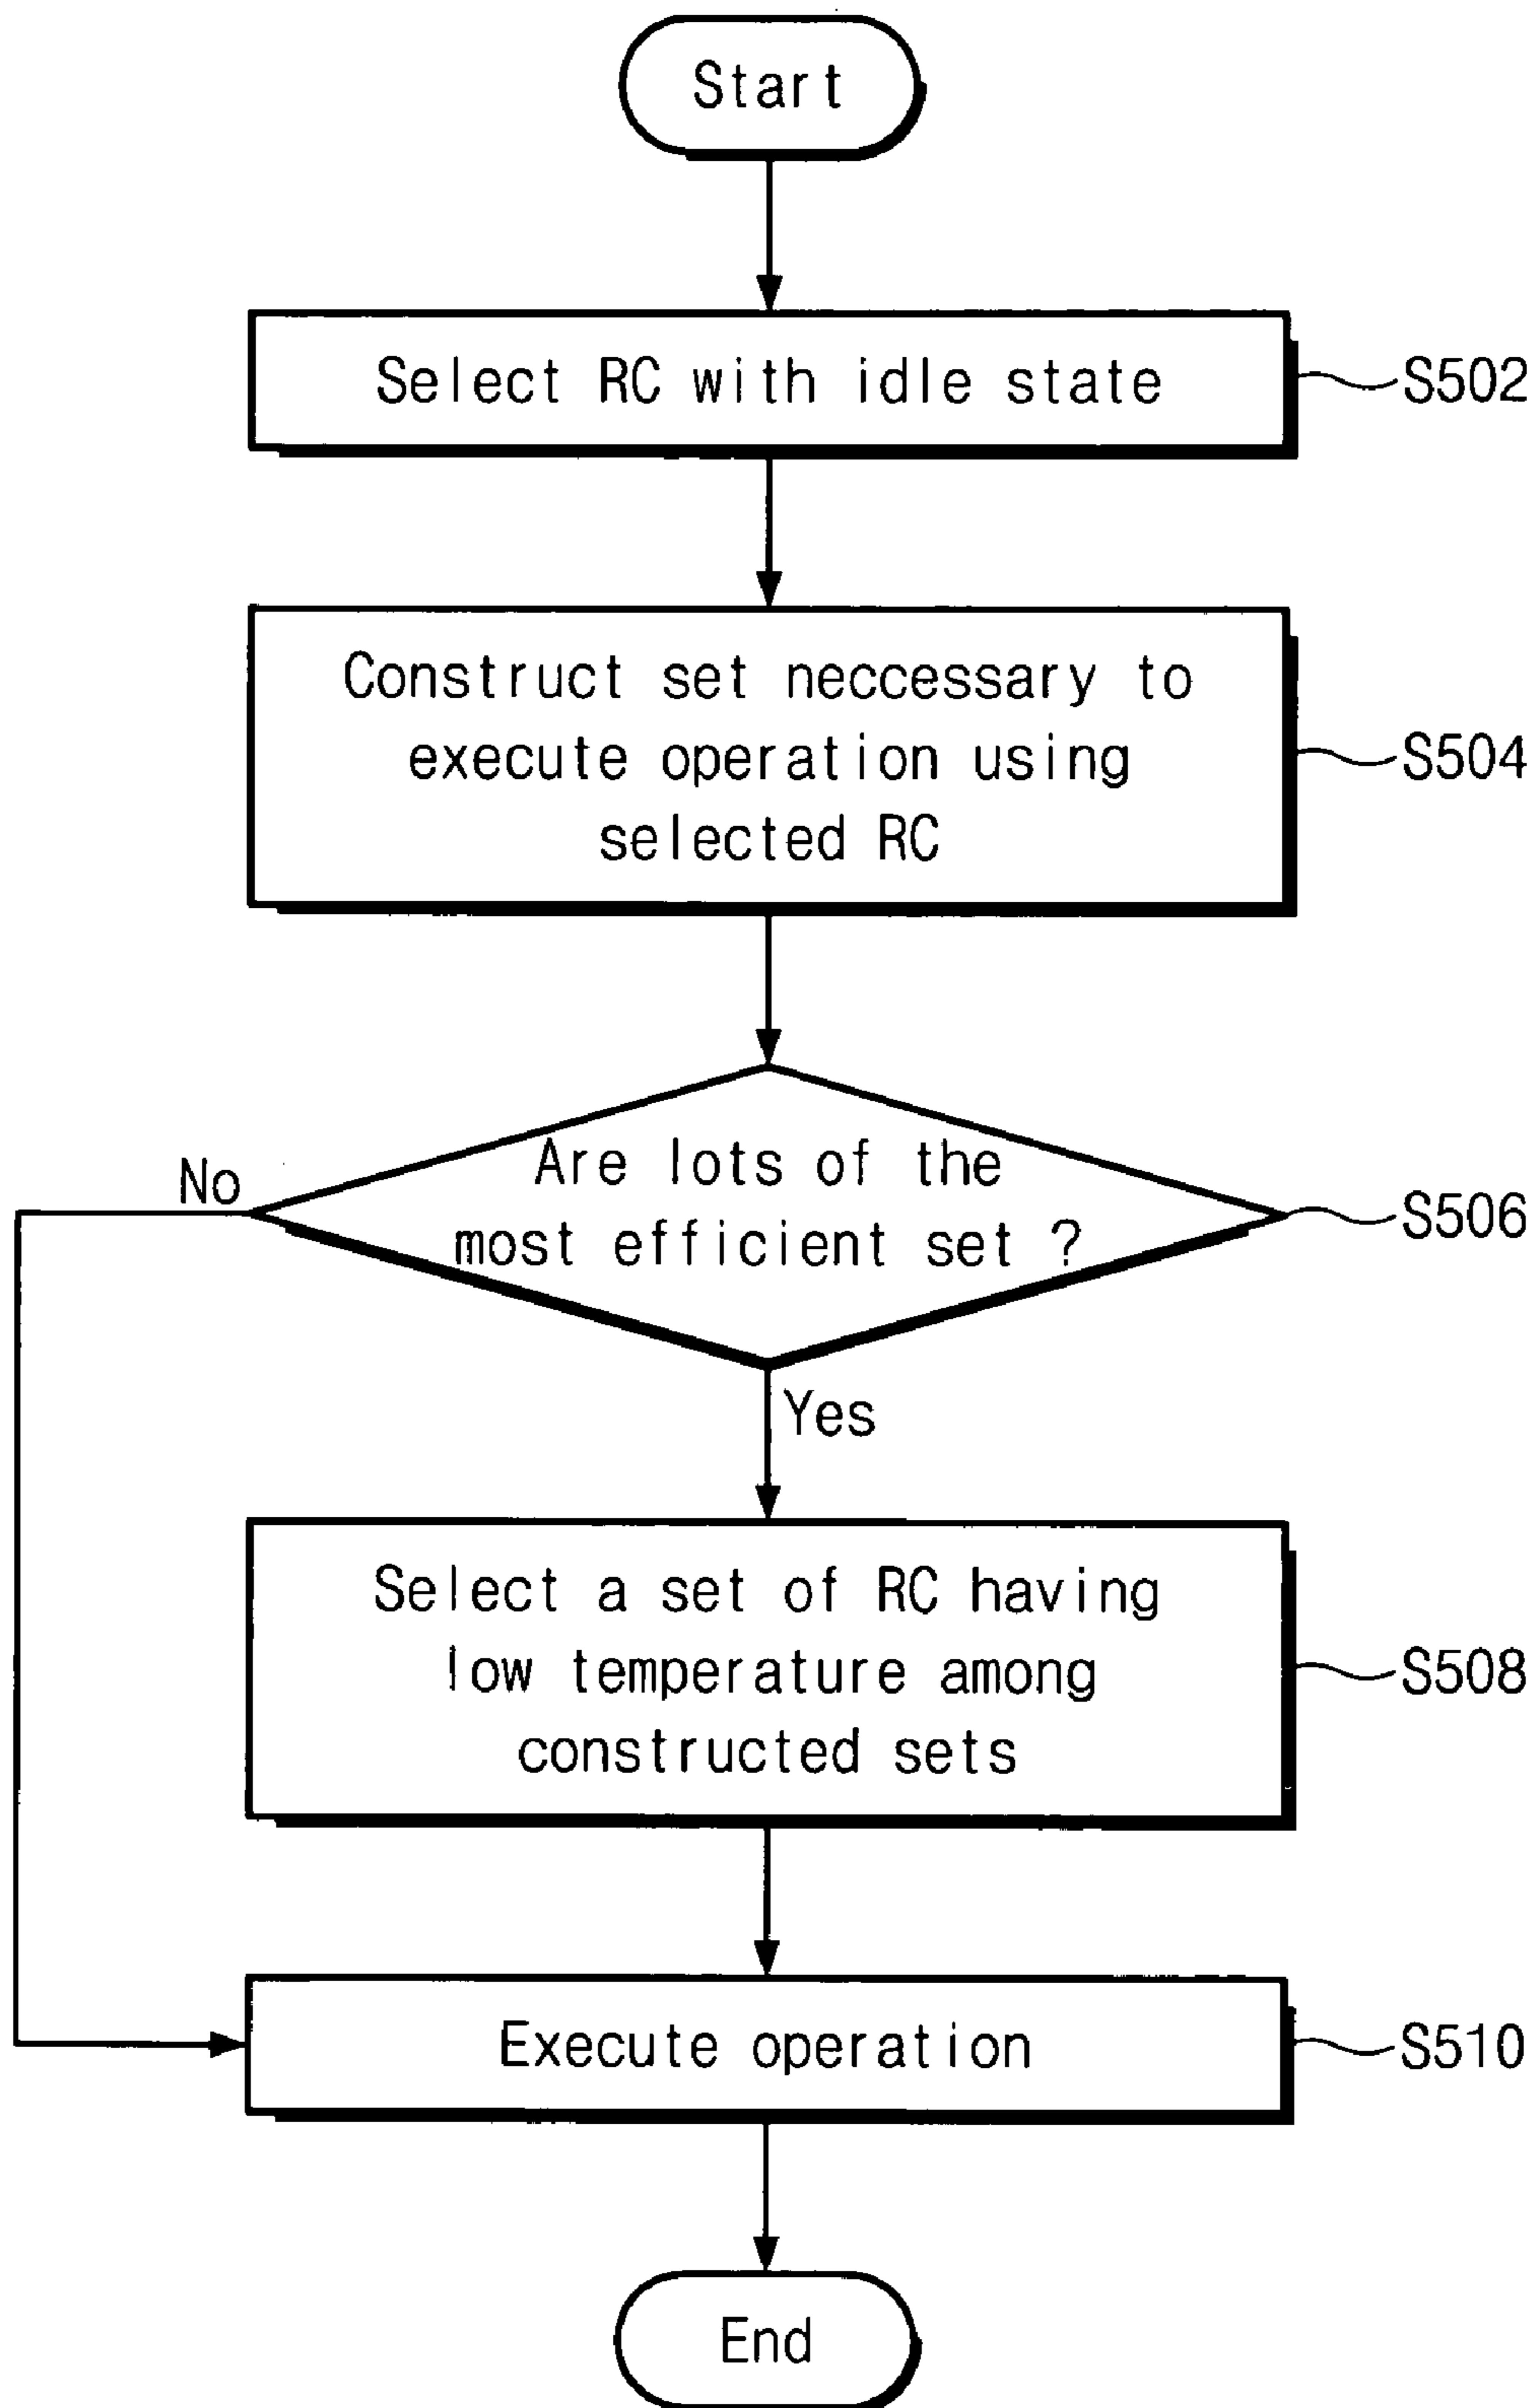 Start
Select RC with idle state
S502
Construct set neccessary to
execute operation using
selected RC
S504
Are lots of the
most efficient set ?
No
S506
Yes
Select a set of RC having
low temperature among
constructed sets
S508
Execute operation
S510
End